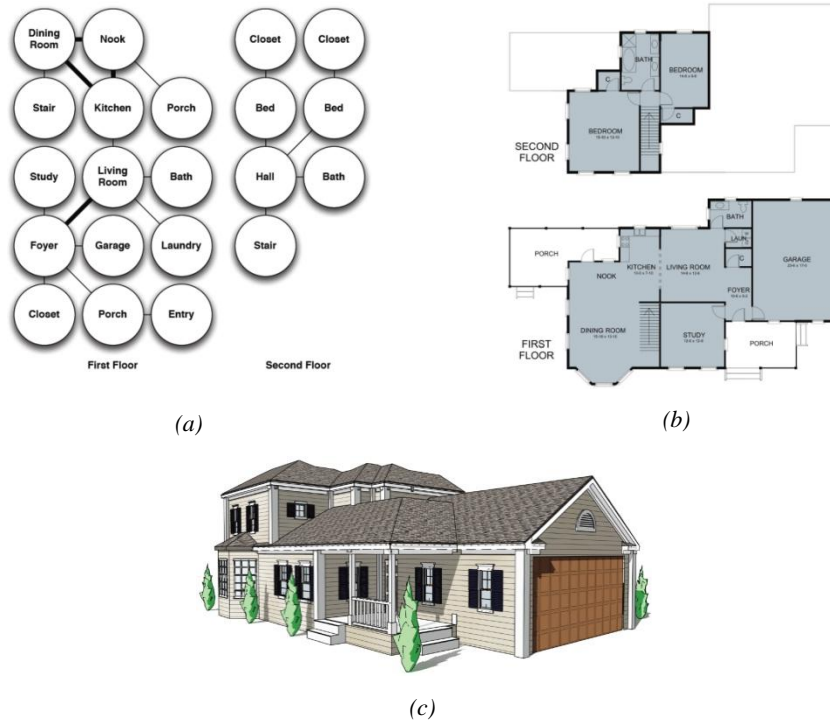 Dining
Room
Nook
Closet
Closet
Stair
Kitchen
Porch
Bed
Bed
Study
Living
Room
Bath
Hall
Bath
Foyer
Garage
Laundry
Stair
Closet
Porch
Entry
First Floor
Second Floor
(a)
BATH
BEDROOM
C
C
BEDROOM
SECOND
FLOOR
BATH
LAUN
PORCH
KITCHEN
LIVING ROOM
C
GARAGE
NOOK
FOYER
DINING ROOM
STUDY
FIRST
FLOOR
PORCH
(b)
(c)